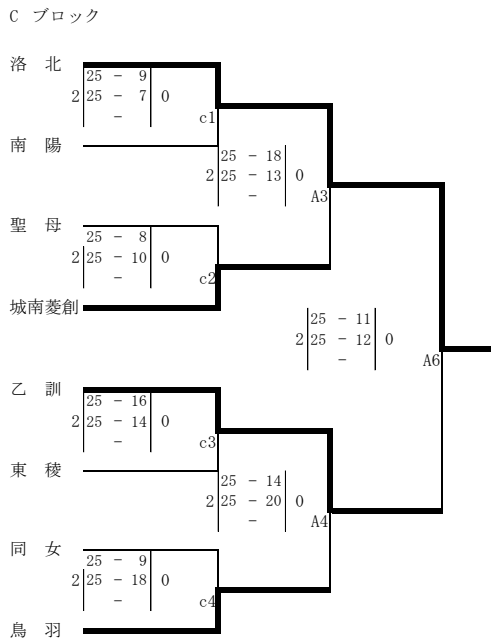 C ブロック
洛 北
25 - 9
2 25 - 7 0
-
c1
南 陽
25 - 18
2 25 - 13 0
-
A3
聖 母
25 - 8
2 25 - 10 0
-
c2
城南菱創
25 - 11
2 25 - 12 0
-
A6
乙 訓
25 - 16
2 25 - 14 0
-
c3
東 稜
25 - 14
2 25 - 20 0
-
A4
同 女
25 - 9
2 25 - 18 0
-
c4
鳥 羽